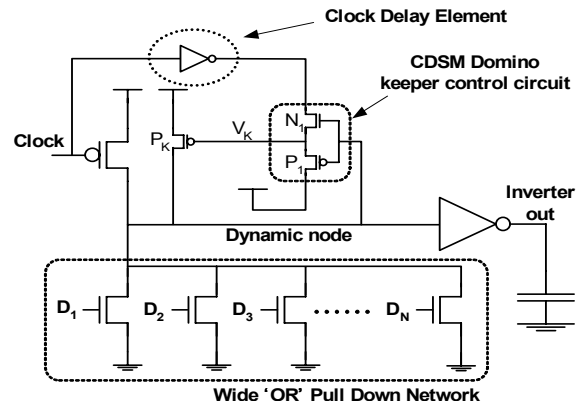 Clock Delay Element
CDSM Domino
keeper control circuit
N1
Clock
PK
VK
P1
Inverter
out
Dynamic node
D1
D2
D3
......
DN
Wide 'OR' Pull Down Network